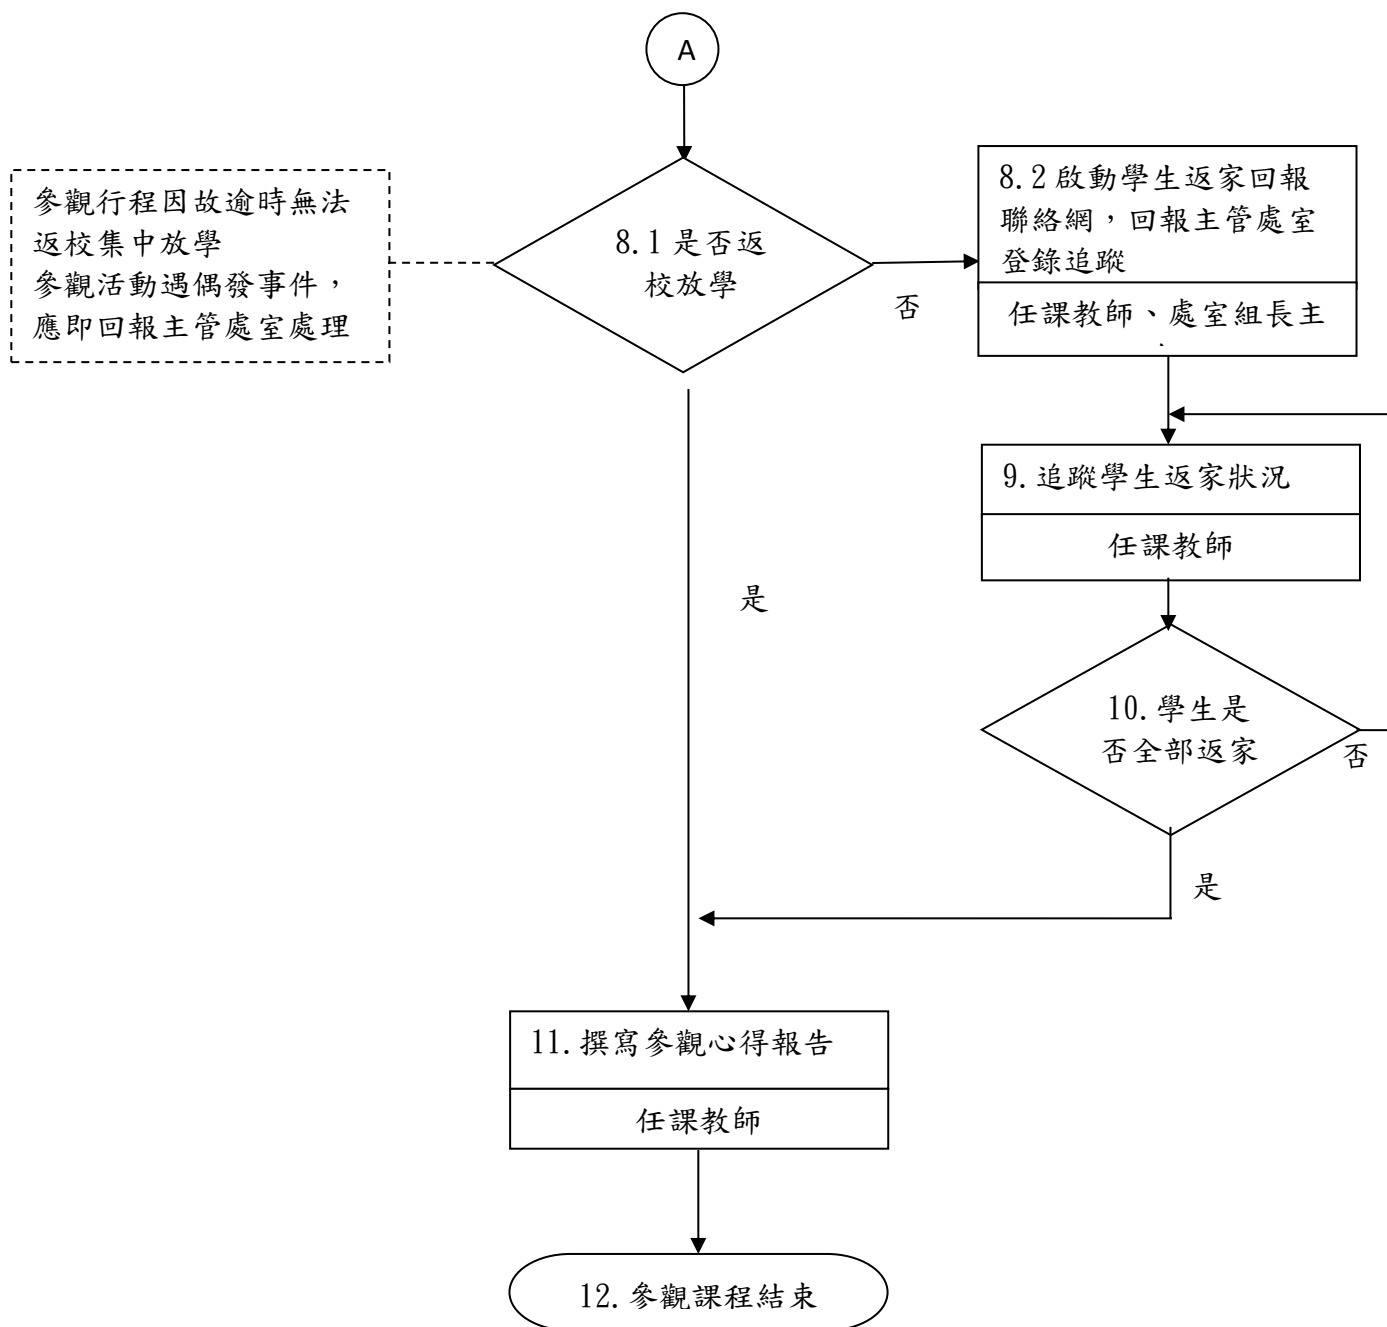 A
參觀行程因故逾時無法
返校集中放學
參觀活動遇偶發事件，
應即回報主管處室處理
8.1 是否返
校放學
否
8.2 啟動學生返家回報
聯絡網，回報主管處室
登錄追蹤
任課教師、處室組長主
9.追蹤學生返家狀況
任課教師
是
10.學生是
否全部返家
否
是
11.撰寫參觀心得報告
任課教師
12.參觀課程結束